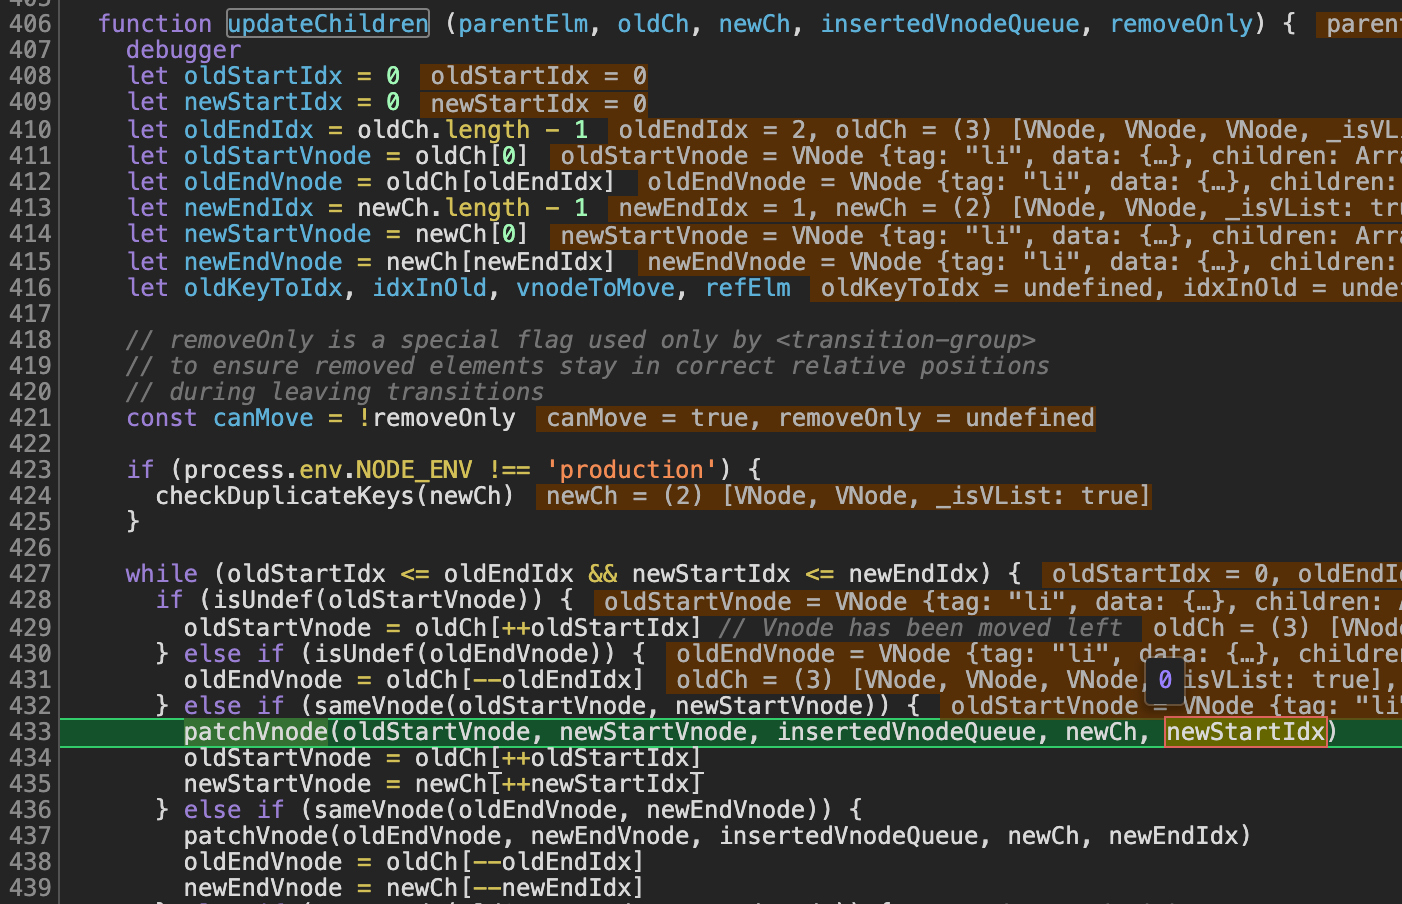 405
406 function updateChildren (parentElm, oldCh, newCh, insertedVnodeQueue, removeOnly) { paren
407 debugger
408 let oldStartIdx = 0 oldStartIdx = 0
409 let newStartIdx = 0 newStartIdx = 0
410 let oldEndIdx = oldCh.length - 1 oldEndIdx = 2, oldCh = (3) [VNode, VNode, VNode, _isVL
411 let oldStartVnode = oldCh[0] oldStartVnode = VNode {tag: "li", data: {…}, children: Arr
412 let oldEndVnode = oldCh[oldEndIdx] oldEndVnode = VNode {tag: "li", data: {…}, children:
413 let newEndIdx = newCh.length - 1 newEndIdx = 1, newCh = (2) [VNode, VNode, _isVList: tr
414 let newStartVnode = newCh[0] newStartVnode = VNode {tag: "li", data: {…}, children: Arr
415 let newEndVnode = newCh[newEndIdx] newEndVnode = VNode {tag: "li", data: {…}, children:
416 let oldKeyToIdx, idxInOld, vnodeToMove, refElm oldKeyToIdx = undefined, idxInOld = unde
417
418 // removeOnly is a special flag used only by <transition-group>
419 // to ensure removed elements stay in correct relative positions
420 // during leaving transitions
421 const canMove = !removeOnly canMove = true, removeOnly = undefined
422
423 if (process.env.NODE_ENV !== 'production') {
424 checkDuplicateKeys(newCh) newCh = (2) [VNode, VNode, _isVList: true]
425 }
426
427 while (oldStartIdx <= oldEndIdx && newStartIdx <= newEndIdx) { oldStartIdx = 0, oldEndI
428 if (isUndef(oldStartVnode)) { oldStartVnode = VNode {tag: "li", data: {…}, children:
429 oldStartVnode = oldCh[++oldStartIdx] // Vnode has been moved left oldCh = (3) [VNod
430 } else if (isUndef(oldEndVnode)) { oldEndVnode = VNode {tag: "li", data: {…}, childre
431 oldEndVnode = oldCh[--oldEndIdx] oldCh = (3) [VNode, VNode, VNode, 0 isVList: true],
432 } else if (sameVnode(oldStartVnode, newStartVnode)) { oldStartVnode = VNode {tag: "li
433 patchVnode(oldStartVnode, newStartVnode, insertedVnodeQueue, newCh, newStartIdx)
434 oldStartVnode = oldCh[++oldStartIdx]
435 newStartVnode = newCh[++newStartIdx]
436 } else if (sameVnode(oldEndVnode, newEndVnode)) {
437 patchVnode(oldEndVnode, newEndVnode, insertedVnodeQueue, newCh, newEndIdx)
438 oldEndVnode = oldCh[--oldEndIdx]
439 newEndVnode = newCh[--newEndIdx]